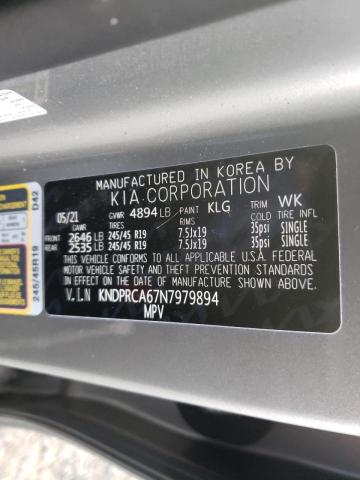 MANUFACTURED IN KOREA BY
KIA CORPORATION
05/21 GVWR 4894 LB PAINT KLG TRIM WK
TIRES RIMS COLD TIRE INFL
FRONT 2646 LB 245/45 R19 7.5Jx19 35psi SINGLE
REAR 2535 LB 245/45 R19 7.5Jx19 35psi SINGLE
THIS VEHICLE CONFORMS TO ALL APPLICABLE U.S.A. FEDERAL
MOTOR VEHICLE SAFETY AND THEFT PREVENTION STANDARDS
IN EFFECT ON THE DATE OF MANUFACTURE SHOWN ABOVE.
V.I.N KNDPRCA67N7979894
MPV
245/45R19 D42